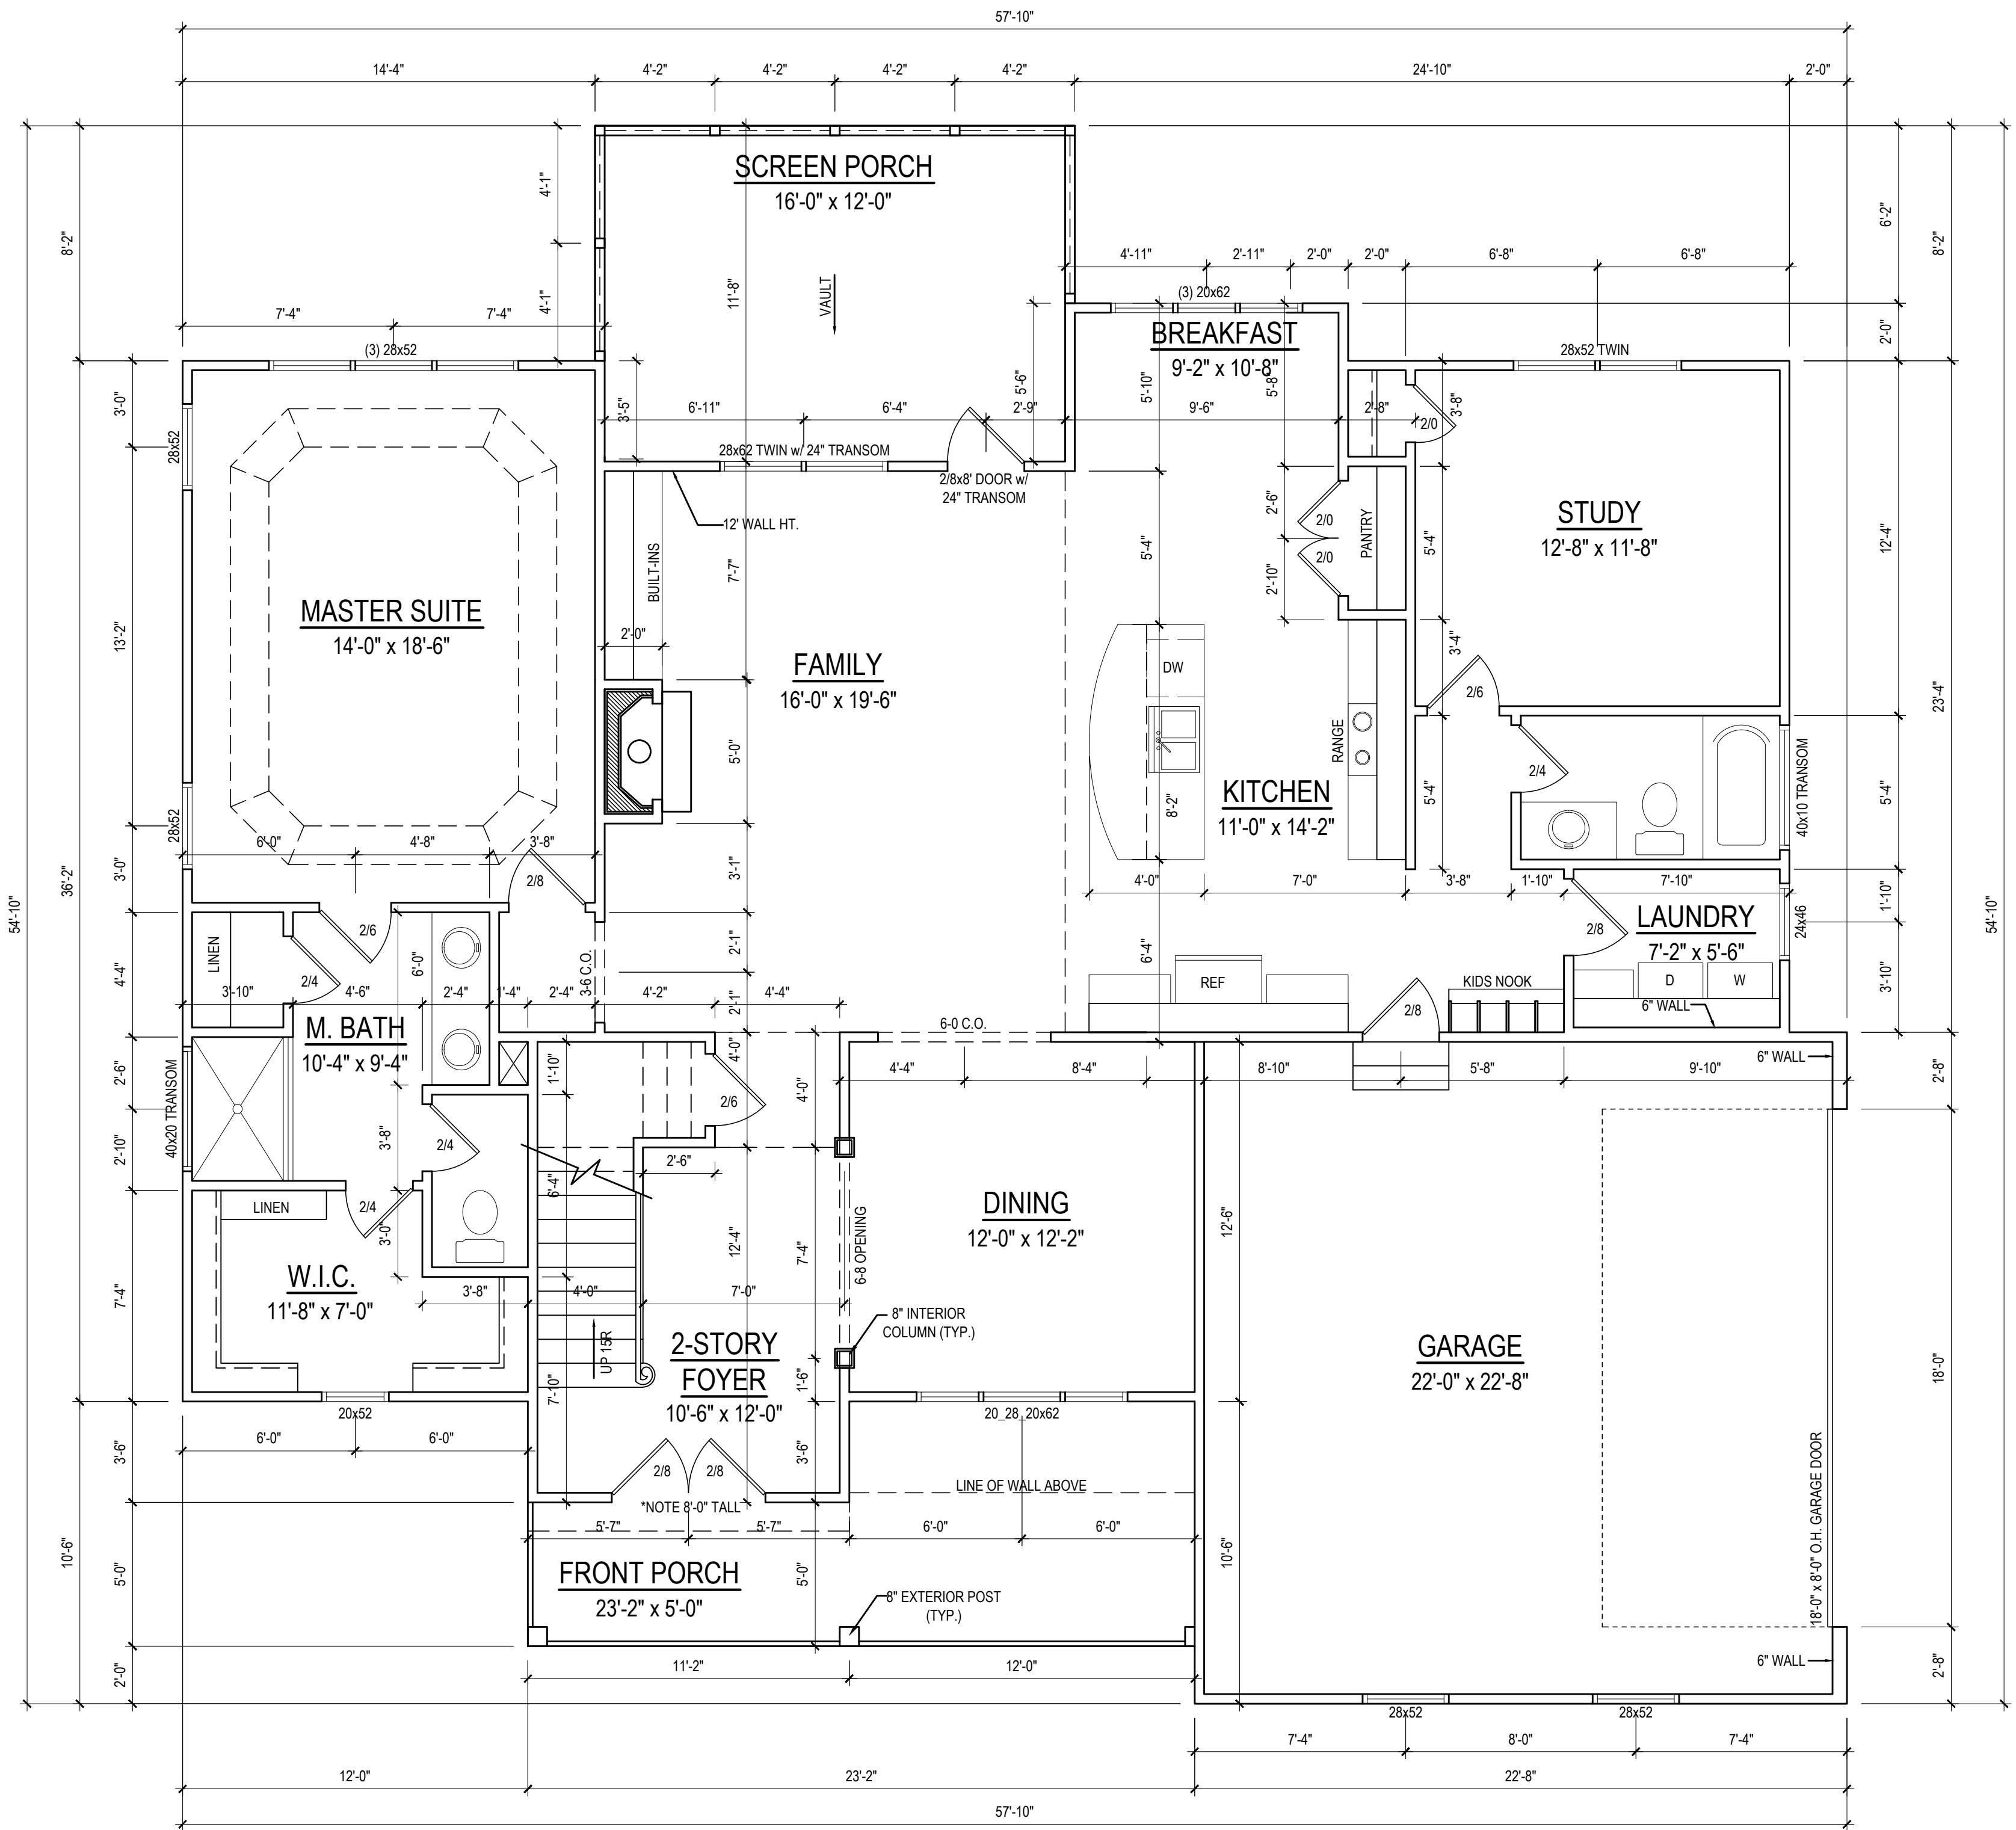 57'-10"
14'-4" 4'-2" 4'-2" 4'-2" 4'-2" 24'-10" 2'-0"
SCREEN PORCH
16'-0" x 12'-0"
4'-1"
4'-1"
8'-2"
11'-8"
VAULT
6'-2"
8'-2"
2'-0"
4'-11" 2'-11" 2'-0" 2'-0" 6'-8" 6'-8"
(3) 20x62
7'-4" 7'-4"
(3) 28x52
BREAKFAST
9'-2" x 10'-8"
28x52 TWIN
3'-0"
28x52
3'-5"
5'-6"
5'-10"
5'-8"
3'-8"
6'-11" 6'-4" 2'-9" 9'-6" 2'-8"
2/0
28x62 TWIN w/ 24" TRANSOM
2/8x8' DOOR w/
24" TRANSOM
12' WALL HT.
2'-6"
2/0
2/0
2'-10"
PANTRY
STUDY
12'-8" x 11'-8"
12'-4"
5'-4"
5'-4"
7'-7"
BUILT-INS
2'-0"
MASTER SUITE
14'-0" x 18'-6"
13'-2"
FAMILY
16'-0" x 19'-6"
DW
3'-4"
2/6
23'-4"
5'-0"
RANGE
KITCHEN
11'-0" x 14'-2"
8'-2"
5'-4"
2/4
40x10 TRANSOM
5'-4"
28x52
6'-0" 4'-8" 3'-8"
2/8
3'-0"
3'-1"
36'-2"
54'-10"
54'-10"
4'-0" 7'-0" 3'-8" 1'-10" 7'-10"
1'-10"
LAUNDRY
7'-2" x 5'-6"
2/8
24x46
D W
6" WALL
3'-10"
KIDS NOOK
REF
6'-4"
2/8
LINEN
2/6
2/4
6'-0"
4'-4"
3-6 C.O.
2'-1"
2'-1"
3'-10" 4'-6" 2'-4" 1'-4" 2'-4" 4'-2" 4'-4"
M. BATH
10'-4" x 9'-4"
6-0 C.O.
6" WALL
2'-6"
40x20 TRANSOM
2'-10"
1'-10"
4'-0"
2/6
4'-0"
4'-4" 8'-4" 8'-10" 5'-8" 9'-10"
2'-8"
3'-8"
2/4
2'-6"
6'-4"
LINEN
2/4
3'-0"
W.I.C.
11'-8" x 7'-0"
7'-4"
12'-4"
7'-4"
6-8 OPENING
DINING
12'-0" x 12'-2"
12'-6"
3'-8" 4'-0" 7'-0"
8" INTERIOR
COLUMN (TYP.)
UP 15R
2-STORY
FOYER
10'-6" x 12'-0"
7'-10"
1'-6"
GARAGE
22'-0" x 22'-8"
18'-0"
20x52
20_28_20x62
6'-0" 6'-0"
3'-6"
2/8 2/8
3'-6"
*NOTE 8'-0" TALL
LINE OF WALL ABOVE
18'-0" x 8'-0" O.H. GARAGE DOOR
5'-7" 5'-7" 6'-0" 6'-0"
10'-6"
5'-0"
5'-0"
10'-6"
FRONT PORCH
23'-2" x 5'-0"
8" EXTERIOR POST
(TYP.)
6" WALL
2'-0"
11'-2" 12'-0"
2'-8"
28x52 28x52
7'-4" 8'-0" 7'-4"
12'-0" 23'-2" 22'-8"
57'-10"